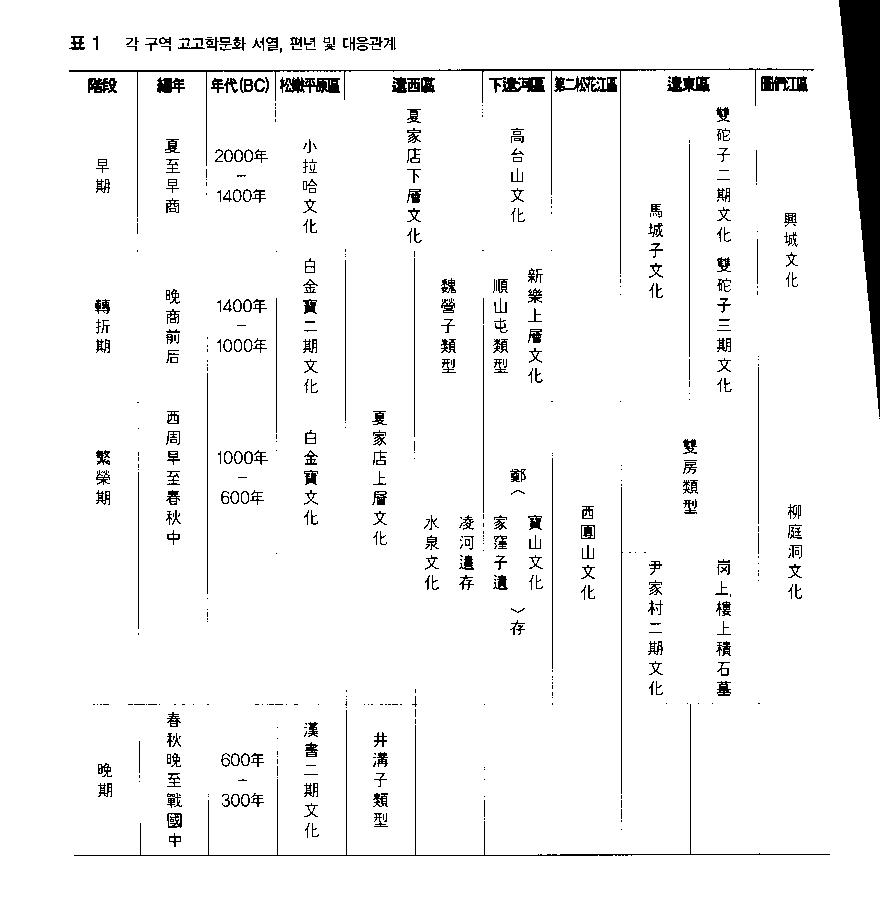 표 1 각 구역 고고학문화 서열, 편년 및 대응관계
階段 編年 年代(BC) 松嫩平原區 遼西區 下遼河區 第二松花江區 遼東區 圖們江區
早期
夏至早商
2000年
–
1400年
小拉哈文化
夏家店下層文化
高台山文化
馬城子文化
雙砣子二期文化
興城文化
轉折期
晚商前后
1400年
–
1000年
白金寶二期文化
魏營子類型
順山屯類型
新樂上層文化
雙砣子三期文化
繁榮期
西周早至春秋中
1000年
–
600年
白金寶文化
夏家店上層文化
水泉文化
凌河遺存
鄭〈
家窪子遺
寶山文化
〉存
西團山文化
雙房類型
尹家村二期文化
崗上,樓上積石墓
柳庭洞文化
晚期
春秋晚至戰國中
600年
–
300年
漢書二期文化
井溝子類型